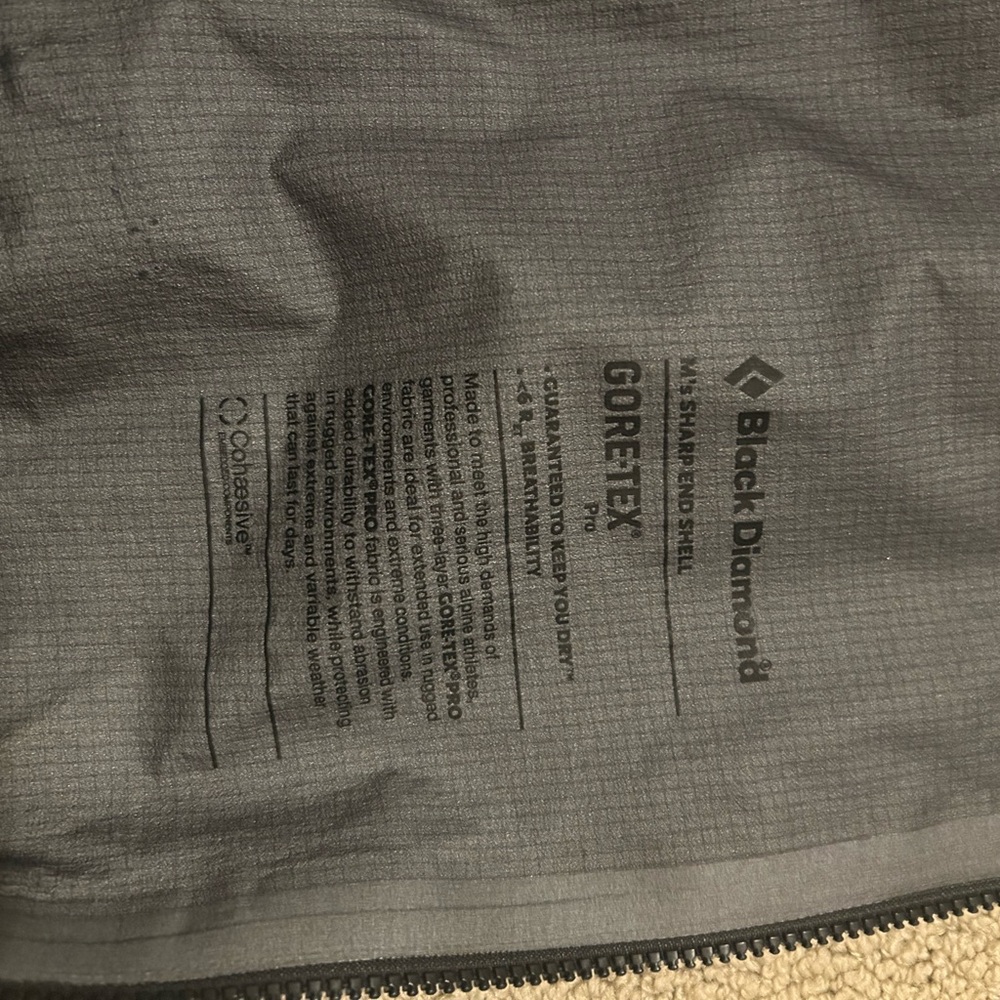 Black Diamond®
M's SHARP END SHELL
GORE-TEX®
Pro
• GUARANTEED TO KEEP YOU DRY™
• <6 Rₑₜ BREATHABILITY
Made to meet the high demands of
professional and serious alpine athletes,
garments with three-layer GORE-TEX® PRO
fabric are ideal for extended use in rugged
environments and extreme conditions.
GORE-TEX® PRO fabric is engineered with
added durability to withstand abrasion
in rugged environments, while protecting
against extreme and variable weather
that can last for days.
Cohaesive™